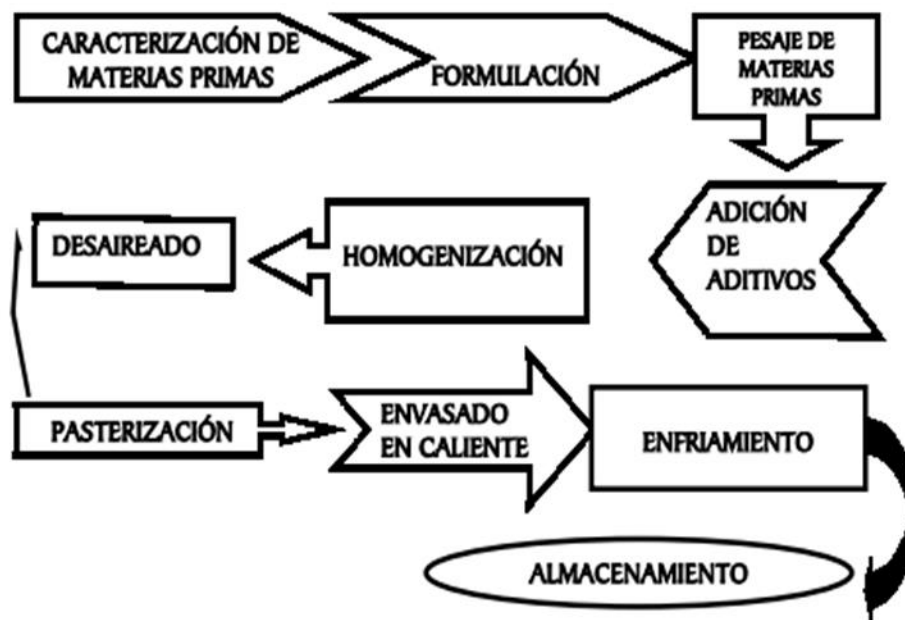 CARACTERIZACIÓN DE
MATERIAS PRIMAS
FORMULACIÓN
PESAJE DE
MATERIAS
PRIMAS
ADICIÓN
DE
ADITIVOS
HOMOGENIZACIÓN
DESAIREADO
PASTERIZACIÓN
ENVASADO
EN CALIENTE
ENFRIAMIENTO
ALMACENAMIENTO